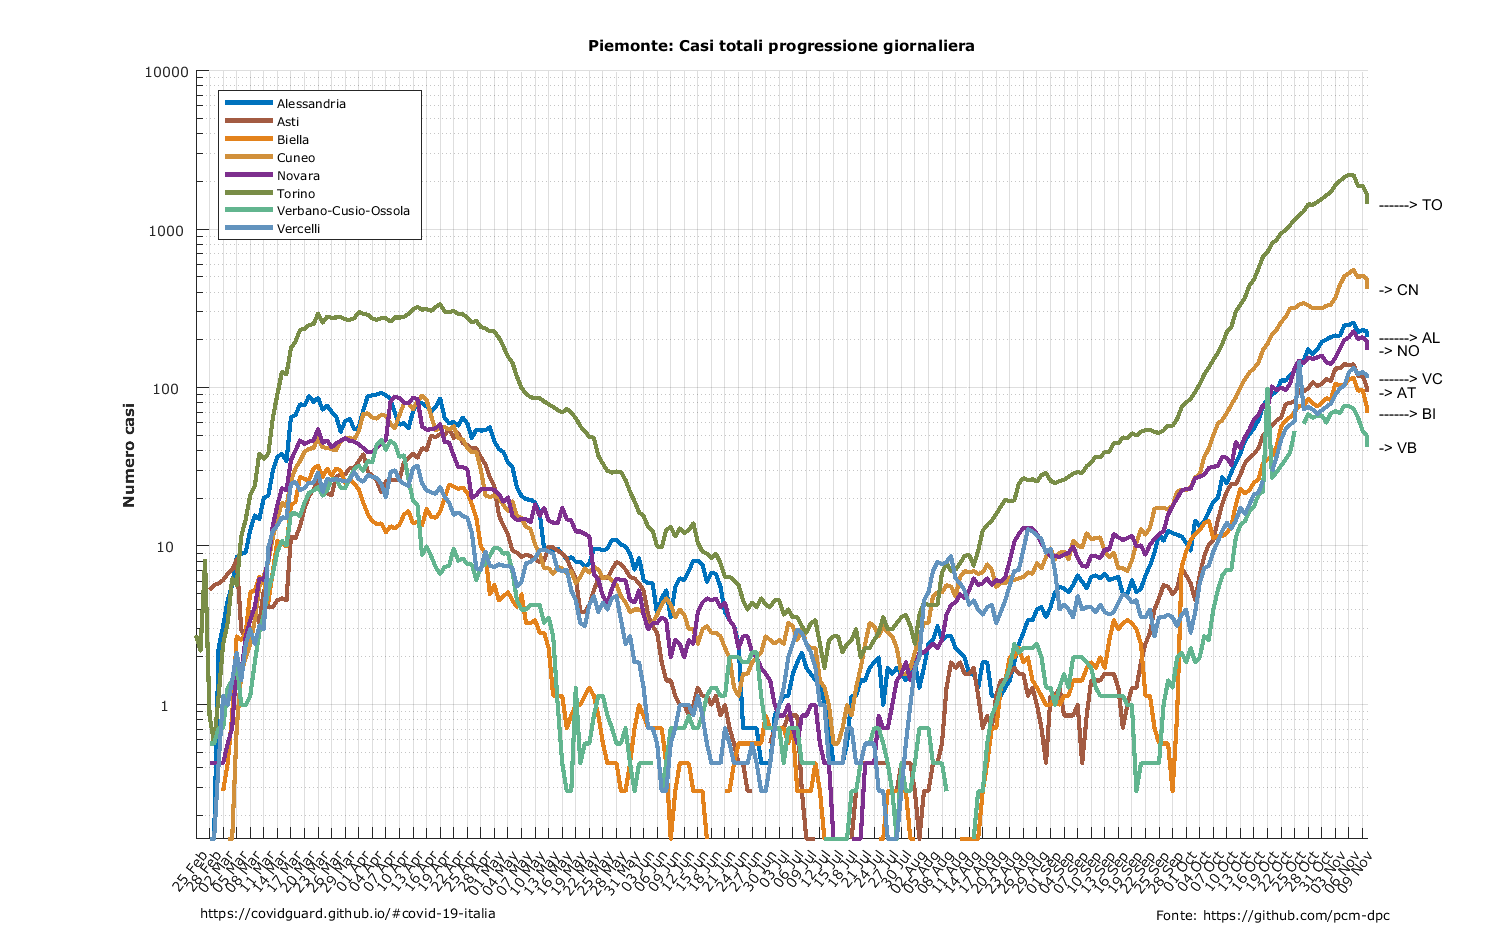 Piemonte: Casi totali progressione giornaliera
Numero casi
10000
1000
100
10
1
Alessandria
Asti
Biella
Cuneo
Novara
Torino
Verbano-Cusio-Ossola
Vercelli
------> TO
-> CN
------> AL
-> NO
------> VC
-> AT
------> BI
-> VB
25 Feb
28 Feb
02 Mar
05 Mar
08 Mar
11 Mar
14 Mar
17 Mar
20 Mar
23 Mar
26 Mar
29 Mar
01 Apr
04 Apr
07 Apr
10 Apr
13 Apr
16 Apr
19 Apr
22 Apr
25 Apr
28 Apr
01 May
04 May
07 May
10 May
13 May
16 May
19 May
22 May
25 May
28 May
31 May
03 Jun
06 Jun
09 Jun
12 Jun
15 Jun
18 Jun
21 Jun
24 Jun
27 Jun
30 Jun
03 Jul
06 Jul
09 Jul
12 Jul
15 Jul
18 Jul
21 Jul
24 Jul
27 Jul
30 Jul
02 Aug
05 Aug
08 Aug
11 Aug
14 Aug
17 Aug
20 Aug
23 Aug
26 Aug
29 Aug
01 Sep
04 Sep
07 Sep
10 Sep
13 Sep
16 Sep
19 Sep
22 Sep
25 Sep
28 Sep
01 Oct
04 Oct
07 Oct
10 Oct
13 Oct
16 Oct
19 Oct
22 Oct
25 Oct
28 Oct
31 Oct
03 Nov
06 Nov
09 Nov
https://covidguard.github.io/#covid-19-italia
Fonte: https://github.com/pcm-dpc